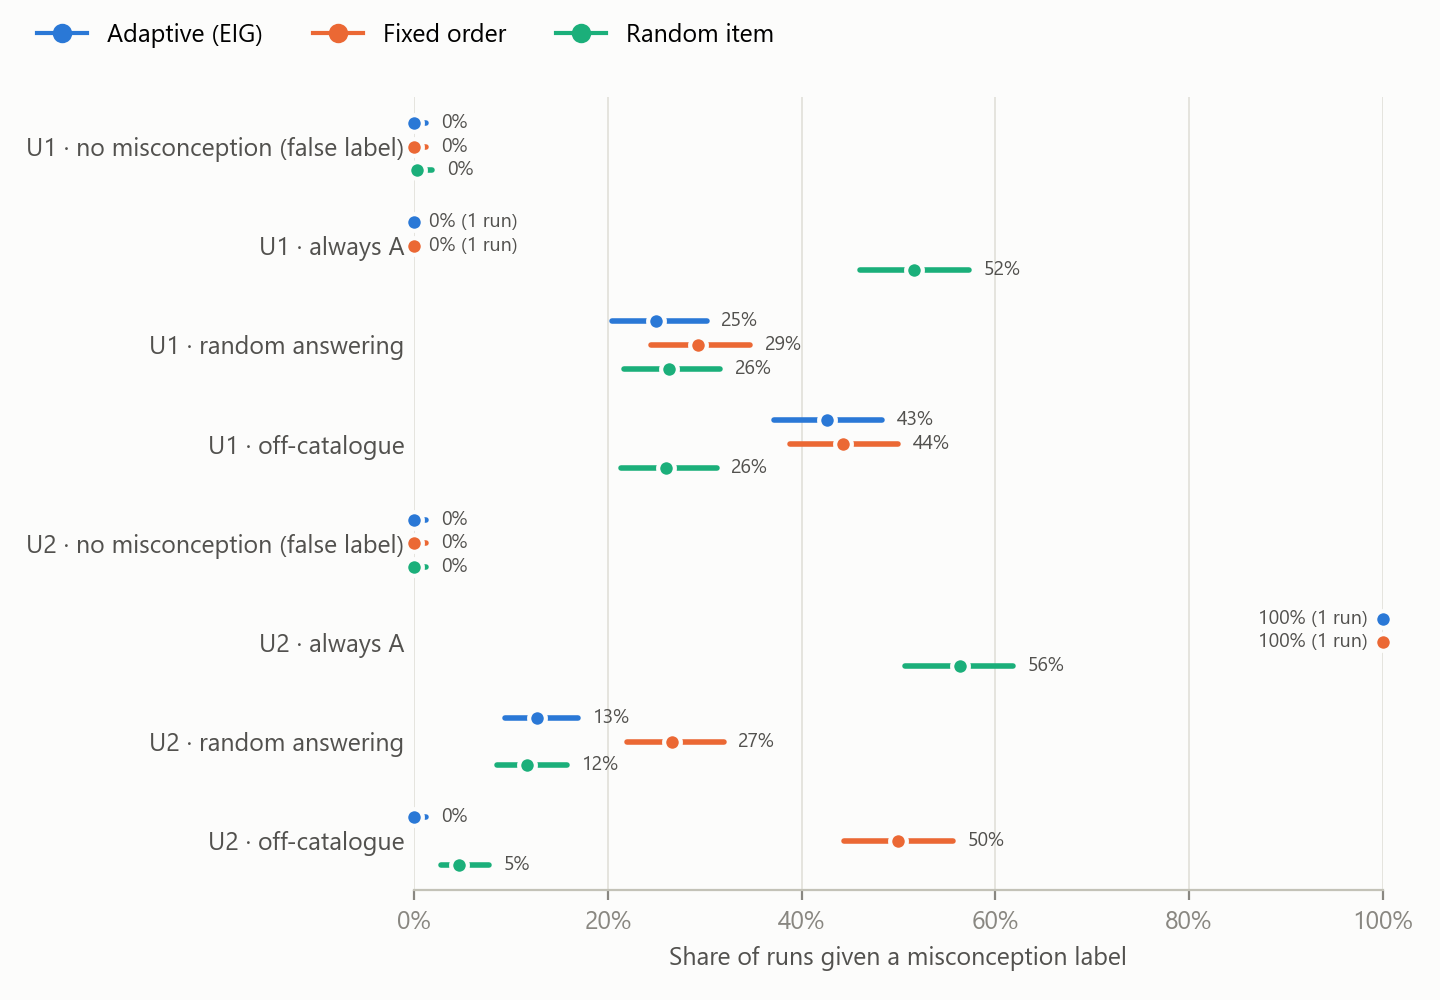 Adaptive (EIG) Fixed order Random item
U1 · no misconception (false label)
0%
0%
0%
U1 · always A
0% (1 run)
0% (1 run)
52%
U1 · random answering
25%
29%
26%
U1 · off-catalogue
43%
44%
26%
U2 · no misconception (false label)
0%
0%
0%
U2 · always A
100% (1 run)
100% (1 run)
56%
U2 · random answering
13%
27%
12%
U2 · off-catalogue
0%
50%
5%
0% 20% 40% 60% 80% 100%
Share of runs given a misconception label